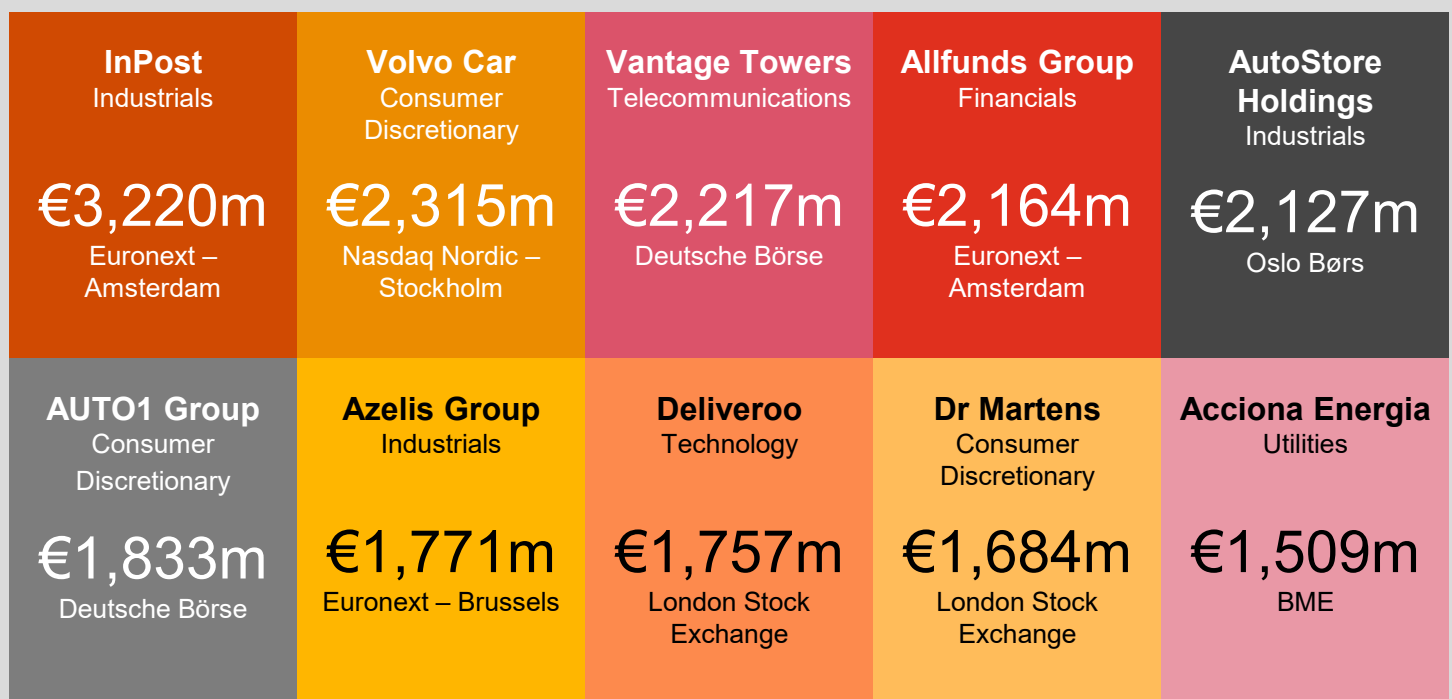 InPost
Industrials
€3,220m
Euronext –
Amsterdam
Volvo Car
Consumer
Discretionary
€2,315m
Nasdaq Nordic –
Stockholm
Vantage Towers
Telecommunications
€2,217m
Deutsche Börse
Allfunds Group
Financials
€2,164m
Euronext –
Amsterdam
AutoStore
Holdings
Industrials
€2,127m
Oslo Børs
AUTO1 Group
Consumer
Discretionary
€1,833m
Deutsche Börse
Azelis Group
Industrials
€1,771m
Euronext – Brussels
Deliveroo
Technology
€1,757m
London Stock
Exchange
Dr Martens
Consumer
Discretionary
€1,684m
London Stock
Exchange
Acciona Energia
Utilities
€1,509m
BME